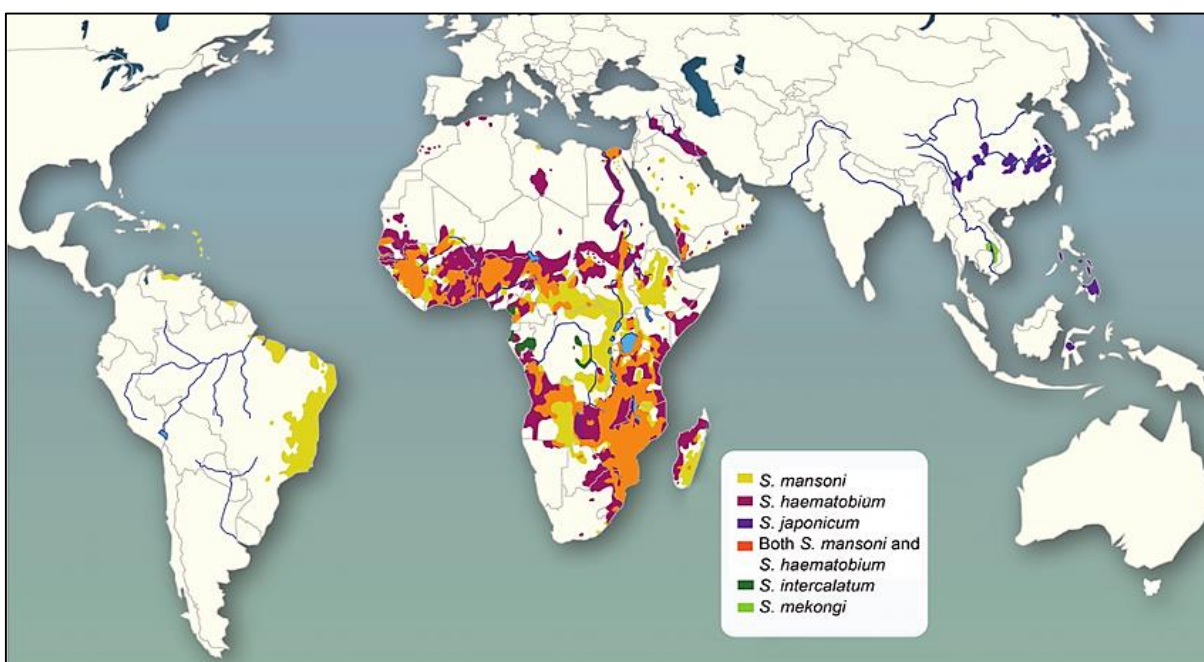 S. mansoni
S. haematobium
S. japonicum
Both S. mansoni and
S. haematobium
S. intercalatum
S. mekongi